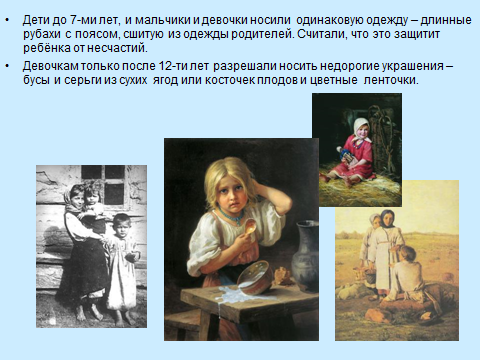 • Дети до 7-ми лет, и мальчики и девочки носили одинаковую одежду – длинные
рубахи с поясом, сшитую из одежды родителей. Считали, что это защитит
ребёнка от несчастий.
• Девочкам только после 12-ти лет разрешали носить недорогие украшения –
бусы и серьги из сухих ягод или косточек плодов и цветные ленточки.